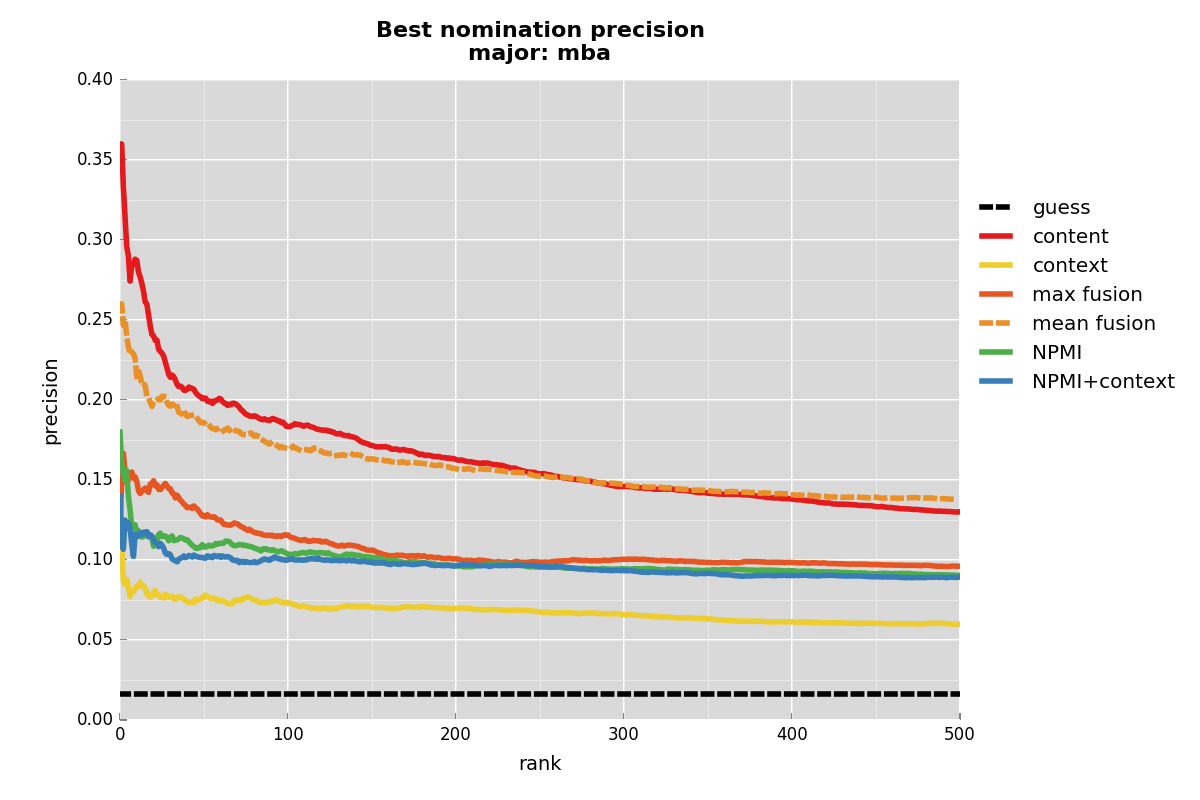 Best nomination precision
major: mba
0.40
0.35
0.30
0.25
0.20
0.15
0.10
0.05
0.00
precision
0 100 200 300 400 500
rank
guess
content
context
max fusion
mean fusion
NPMI
NPMI+context